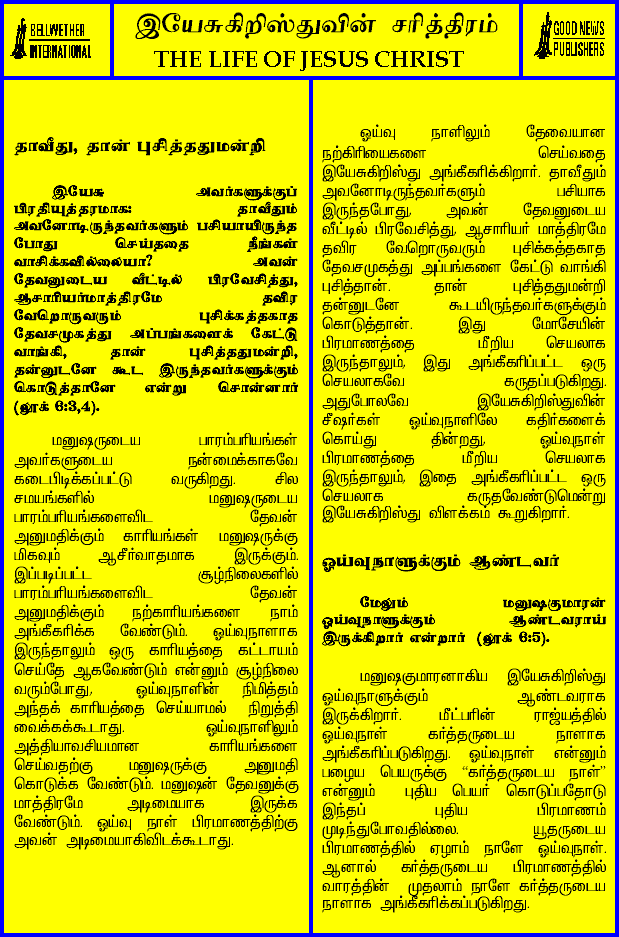 BELLWETHER
INTERNATIONAL
இயேசுகிறிஸ்துவின் சரித்திரம்
THE LIFE OF JESUS CHRIST
GOOD NEWS
PUBLISHERS
தாவீது, தான் புசித்ததுமன்றி
இயேசு அவர்களுக்குப்
பிரதியுத்தரமாக: தாவீதும்
அவனோடிருந்தவர்களும் பசியாயிருந்த
போது செய்ததை நீங்கள்
வாசிக்கவில்லையா? அவன்
தேவனுடைய வீட்டில் பிரவேசித்து,
ஆசாரியர்மாத்திரமே தவிர
வேறொருவரும் புசிக்கத்தகாத
தேவசமுகத்து அப்பங்களைக் கேட்டு
வாங்கி, தான் புசித்ததுமன்றி,
தன்னுடனே கூட இருந்தவர்களுக்கும்
கொடுத்தானே என்று சொன்னார்
(லூக் 6:3,4).
மனுஷருடைய பாரம்பரியங்கள்
அவர்களுடைய நன்மைக்காகவே
கடைபிடிக்கப்பட்டு வருகிறது. சில
சமயங்களில் மனுஷருடைய
பாரம்பரியங்களைவிட தேவன்
அனுமதிக்கும் காரியங்கள் மனுஷருக்கு
மிகவும் ஆசீர்வாதமாக இருக்கும்.
இப்படிப்பட்ட சூழ்நிலைகளில்
பாரம்பரியங்களைவிட தேவன்
அனுமதிக்கும் நற்காரியங்களை நாம்
அங்கீகரிக்க வேண்டும். ஓய்வுநாளாக
இருந்தாலும் ஒரு காரியத்தை கட்டாயம்
செய்தே ஆகவேண்டும் என்னும் சூழ்நிலை
வரும்போது, ஓய்வுநாளின் நிமித்தம்
அந்தக் காரியத்தை செய்யாமல் நிறுத்தி
வைக்கக்கூடாது. ஓய்வுநாளிலும்
அத்தியாவசியமான காரியங்களை
செய்வதற்கு மனுஷருக்கு அனுமதி
கொடுக்க வேண்டும். மனுஷன் தேவனுக்கு
மாத்திரமே அடிமையாக இருக்க
வேண்டும். ஓய்வு நாள் பிரமாணத்திற்கு
அவன் அடிமையாகிவிடக்கூடாது.
ஓய்வு நாளிலும் தேவையான
நற்கிரியைகளை செய்வதை
இயேசுகிறிஸ்து அங்கீகரிக்கிறார். தாவீதும்
அவனோடிருந்தவர்களும் பசியாக
இருந்தபோது, அவன் தேவனுடைய
வீட்டில் பிரவேசித்து, ஆசாரியர் மாத்திரமே
தவிர வேறொருவரும் புசிக்கத்தகாத
தேவசமுகத்து அப்பங்களை கேட்டு வாங்கி
புசித்தான். தான் புசித்ததுமன்றி
தன்னுடனே கூடயிருந்தவர்களுக்கும்
கொடுத்தான். இது மோசேயின்
பிரமாணத்தை மீறிய செயலாக
இருந்தாலும், இது அங்கீகரிப்பட்ட ஒரு
செயலாகவே கருதப்படுகிறது.
அதுபோலவே இயேசுகிறிஸ்துவின்
சீஷர்கள் ஓய்வுநாளிலே கதிர்களைக்
கொய்து தின்றது, ஓய்வுநாள்
பிரமாணத்தை மீறிய செயலாக
இருந்தாலும், இதை அங்கீகரிப்பட்ட ஒரு
செயலாக கருதவேண்டுமென்று
இயேசுகிறிஸ்து விளக்கம் கூறுகிறார்.
ஓய்வுநாளுக்கும் ஆண்டவர்
மேலும் மனுஷகுமாரன்
ஓய்வுநாளுக்கும் ஆண்டவராய்
இருக்கிறார் என்றார் (லூக் 6:5).
மனுஷகுமாரனாகிய இயேசுகிறிஸ்து
ஓய்வுநாளுக்கும் ஆண்டவராக
இருக்கிறார். மீட்பரின் ராஜ்யத்தில்
ஓய்வுநாள் கர்த்தருடைய நாளாக
அங்கீகரிப்படுகிறது. ஓய்வுநாள் என்னும்
பழைய பெயருக்கு “கர்த்தருடைய நாள்”
என்னும் புதிய பெயர் கொடுப்பதோடு
இந்தப் புதிய பிரமாணம்
முடிந்துபோவதில்லை. யூதருடைய
பிரமாணத்தில் ஏழாம் நாளே ஓய்வுநாள்.
ஆனால் கர்த்தருடைய பிரமாணத்தில்
வாரத்தின் முதலாம் நாளே கர்த்தருடைய
நாளாக அங்கீகரிக்கப்படுகிறது.